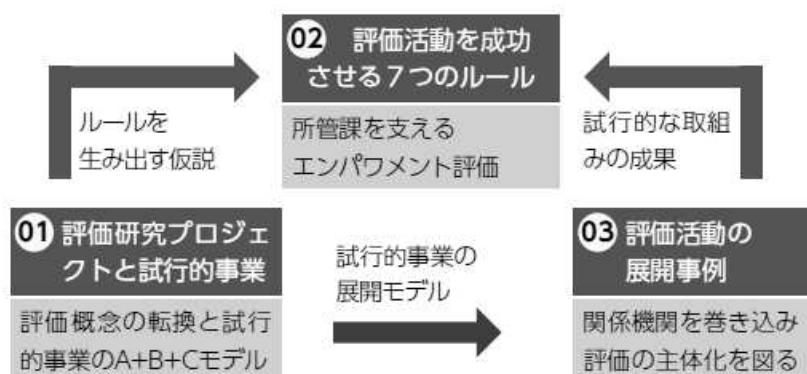 02 評価活動を成功
させる7つのルール
所管課を支える
エンパワメント評価
ルールを
生み出す仮説
試行的な取組
みの成果
01 評価研究プロジェ
クトと試行的事業
評価概念の転換と試行
的事業のA+B+Cモデル
試行的事業の
展開モデル
03 評価活動の
展開事例
関係機関を巻き込み
評価の主体化を図る